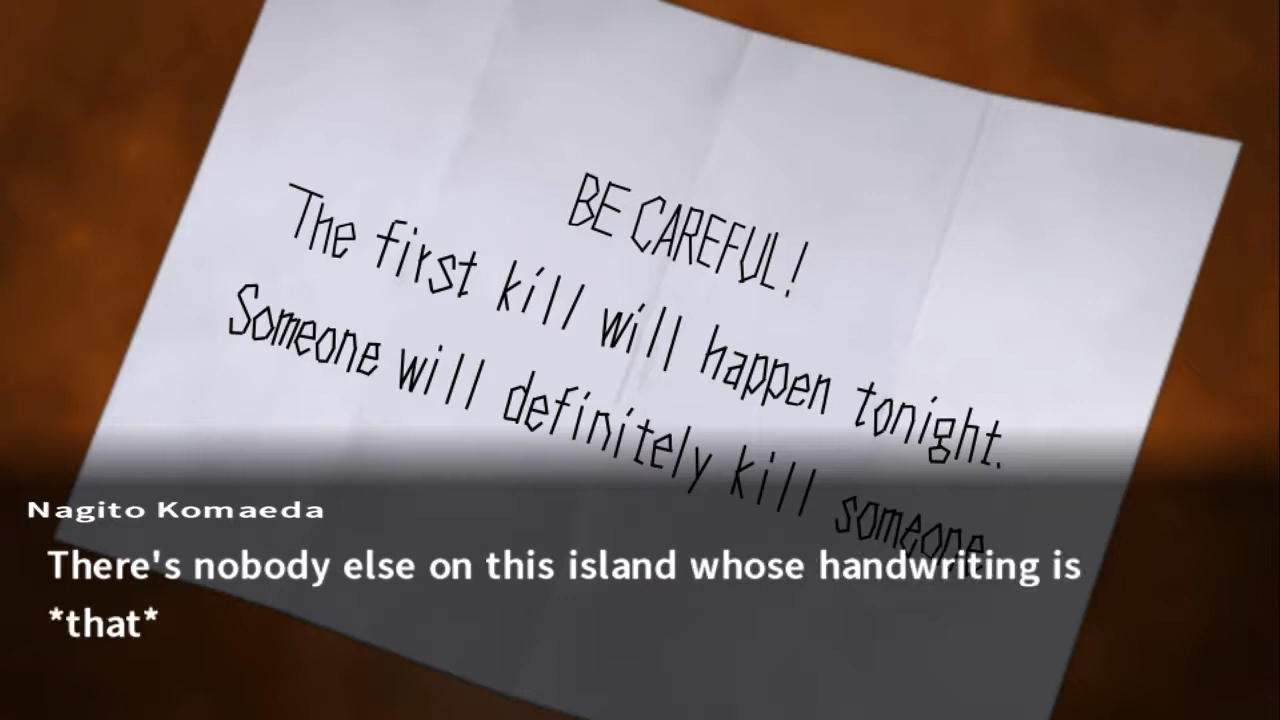 BE CAREFUL!
The first kill will happen tonight.
Someone will definitely kill someone.
Nagito Komaeda
There's nobody else on this island whose handwriting is
*that*